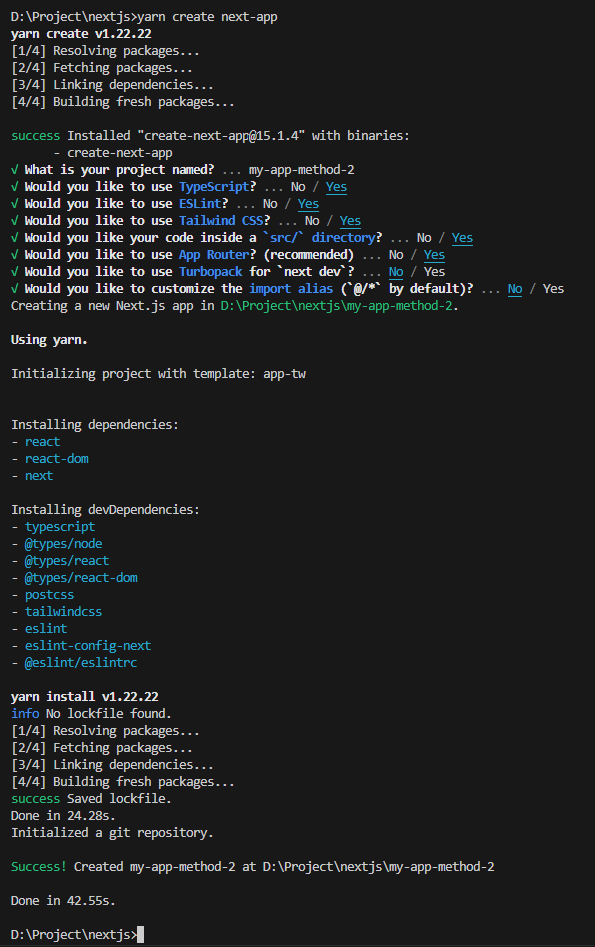 D:\Project\nextjs>yarn create next-app
yarn create v1.22.22
[1/4] Resolving packages...
[2/4] Fetching packages...
[3/4] Linking dependencies...
[4/4] Building fresh packages...
success Installed "create-next-app@15.1.4" with binaries:
- create-next-app
√ What is your project named? ... my-app-method-2
√ Would you like to use TypeScript? ... No / Yes
√ Would you like to use ESLint? ... No / Yes
√ Would you like to use Tailwind CSS? ... No / Yes
√ Would you like your code inside a `src/` directory? ... No / Yes
√ Would you like to use App Router? (recommended) ... No / Yes
√ Would you like to use Turbopack for `next dev`? ... No / Yes
√ Would you like to customize the import alias (`@/*` by default)? ... No / Yes
Creating a new Next.js app in D:\Project\nextjs\my-app-method-2.
Using yarn.
Initializing project with template: app-tw
Installing dependencies:
- react
- react-dom
- next
Installing devDependencies:
- typescript
- @types/node
- @types/react
- @types/react-dom
- postcss
- tailwindcss
- eslint
- eslint-config-next
- @eslint/eslintrc
yarn install v1.22.22
info No lockfile found.
[1/4] Resolving packages...
[2/4] Fetching packages...
[3/4] Linking dependencies...
[4/4] Building fresh packages...
success Saved lockfile.
Done in 24.28s.
Initialized a git repository.
Success! Created my-app-method-2 at D:\Project\nextjs\my-app-method-2
Done in 42.55s.
D:\Project\nextjs>